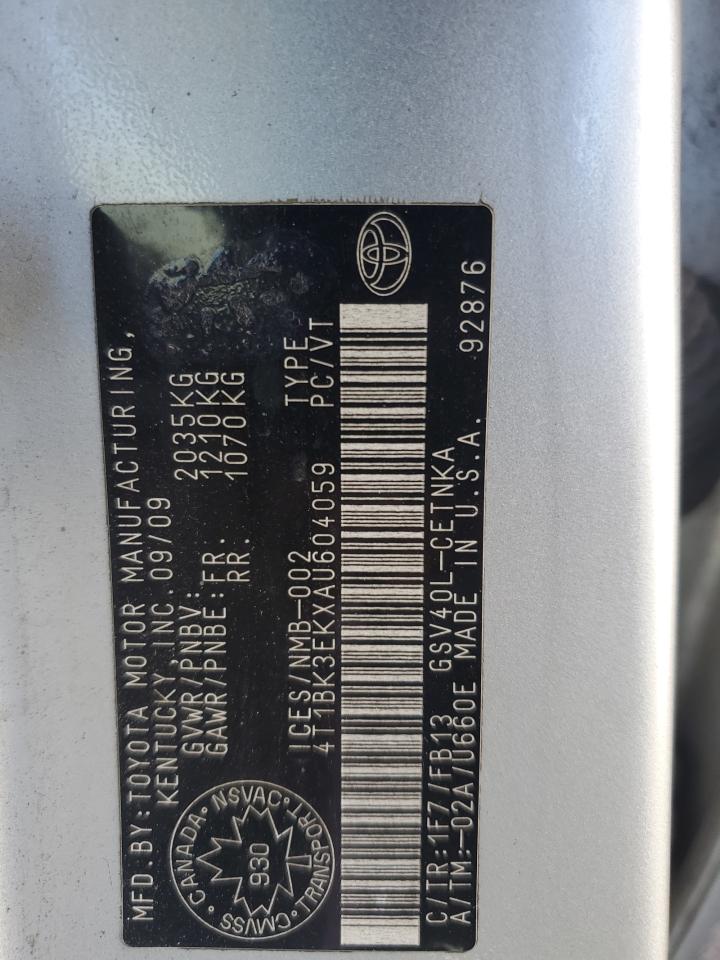 MFD.BY:TOYOTA MOTOR MANUFACTURING,
KENTUCKY,INC.09/09
GVWR/PNBV: 2035KG
GAWR/PNBE:FR. 1210KG
RR. 1070KG
ICES/NMB-002 TYPE
4T1BK3EKXAU604059 PC/VT
C/TR:1F7/FB13 GSV40L-CETNKA
A/TM:-02A/U660E MADE IN U.S.A. 92876
CANADA NSVAC TRANSPORT CMVSS
930